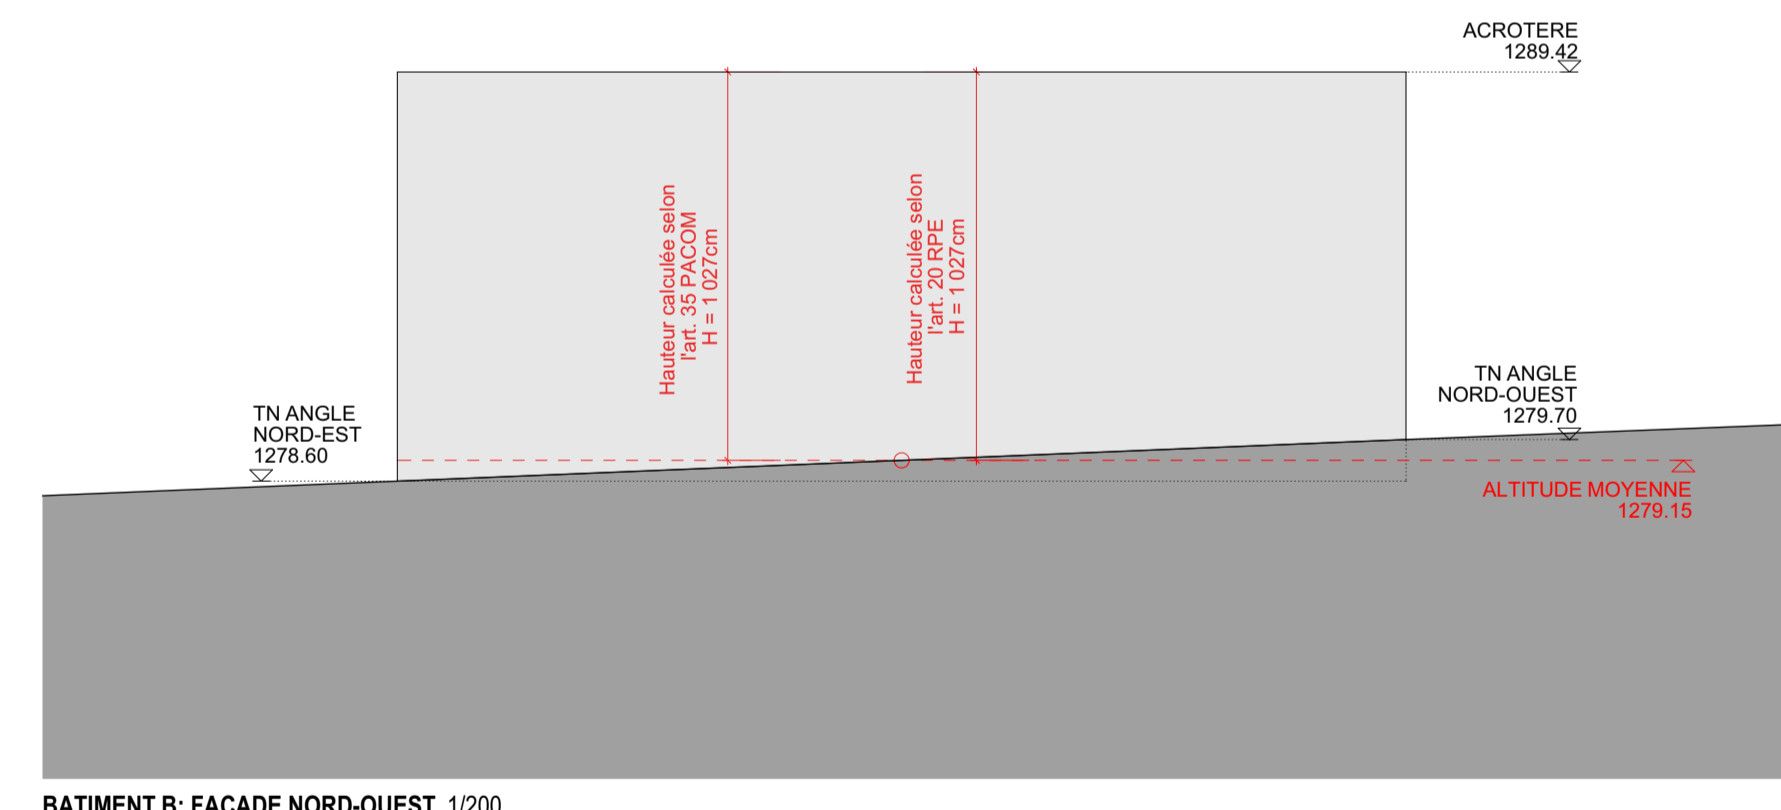 ACROTERE
1289.42
Hauteur calculée selon
l'art. 35 PACOM
H = 1 027cm
Hauteur calculée selon
l'art. 20 RPE
H = 1 027cm
TN ANGLE
NORD-OUEST
1279.70
TN ANGLE
NORD-EST
1278.60
ALTITUDE MOYENNE
1279.15
BATIMENT B: FACADE NORD-OUEST 1/200